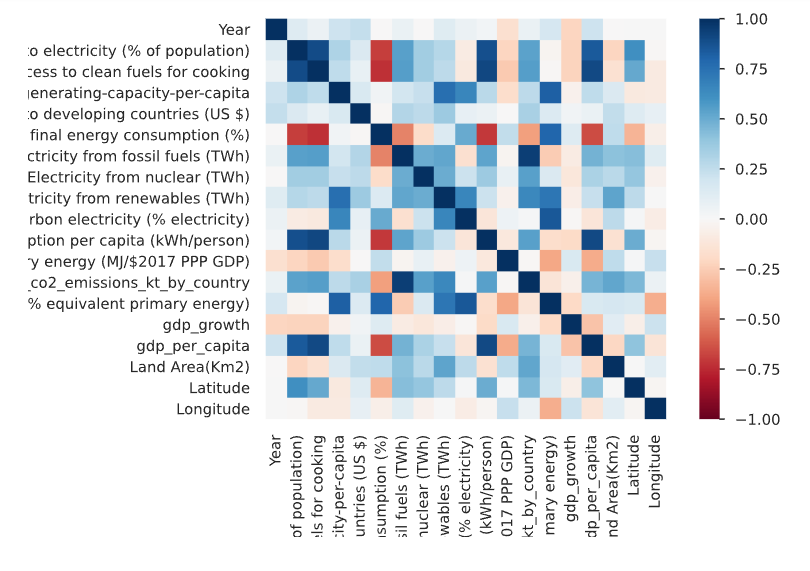 Year
to electricity (% of population)
cess to clean fuels for cooking
generating-capacity-per-capita
to developing countries (US $)
final energy consumption (%)
ctricity from fossil fuels (TWh)
Electricity from nuclear (TWh)
tricity from renewables (TWh)
rbon electricity (% electricity)
ption per capita (kWh/person)
ry energy (MJ/$2017 PPP GDP)
_co2_emissions_kt_by_country
% equivalent primary energy)
gdp_growth
gdp_per_capita
Land Area(Km2)
Latitude
Longitude
Year
of population)
els for cooking
city-per-capita
untries (US $)
sumption (%)
sil fuels (TWh)
nuclear (TWh)
wables (TWh)
(% electricity)
(kWh/person)
017 PPP GDP)
kt_by_country
mary energy)
gdp_growth
dp_per_capita
nd Area(Km2)
Latitude
Longitude
1.00
0.75
0.50
0.25
0.00
−0.25
−0.50
−0.75
−1.00